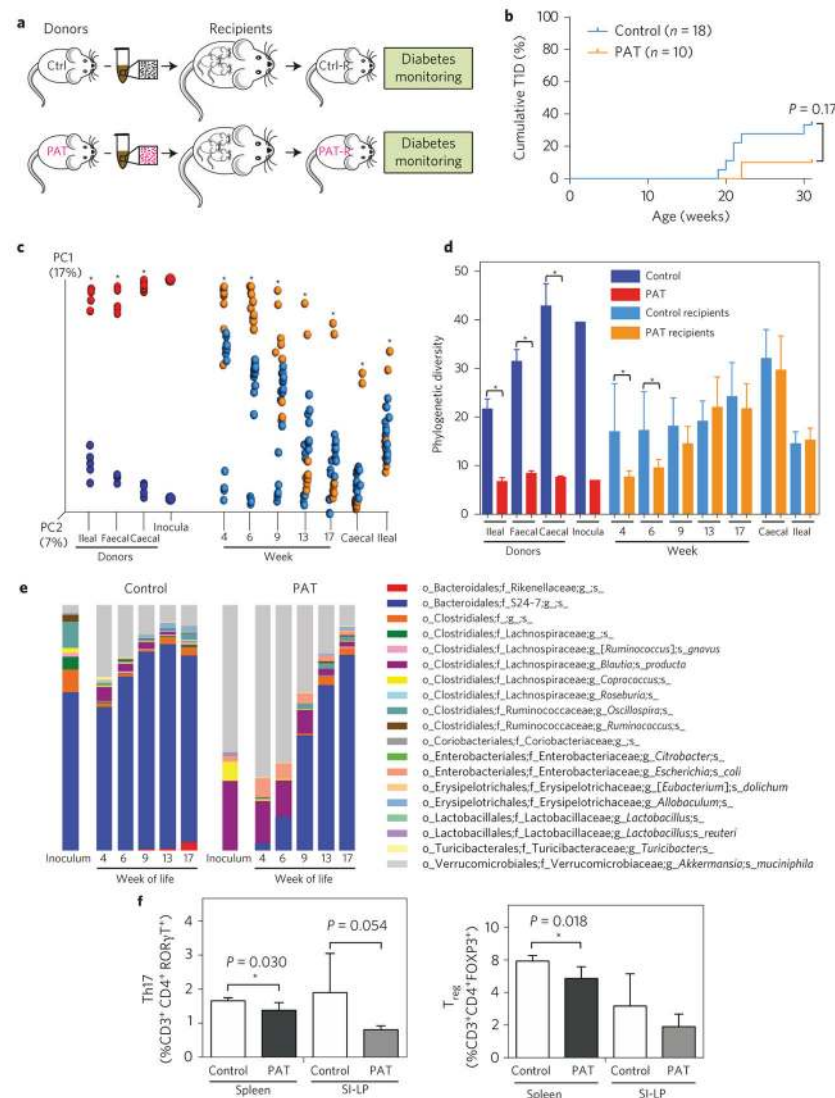 a
Donors
Recipients
Ctrl
Ctrl-R
Diabetes
monitoring
PAT
PAT-R
Diabetes
monitoring
b
Cumulative T1D (%)
100
80
60
40
20
0
Control (n = 18)
PAT (n = 10)
P = 0.17
0 10 20 30
Age (weeks)
c
PC1
(17%)
* * * * * * * * * *
PC2
(7%)
Ileal Faecal Caecal Inocula 4 6 9 13 17 Caecal Ileal
Donors Week
d
Phylogenetic diversity
50
40
30
20
10
0
Control
PAT
Control recipients
PAT recipients
* * * * *
Ileal Faecal Caecal Inocula 4 6 9 13 17 Caecal Ileal
Donors Week
e
Control PAT
Inoculum 4 6 9 13 17 Inoculum 4 6 9 13 17
Week of life Week of life
o_Bacteroidales;f_Rikenellaceae;g_;s_
o_Bacteroidales;f_S24-7;g_;s_
o_Clostridiales;f_;g_;s_
o_Clostridiales;f_Lachnospiraceae;g_;s_
o_Clostridiales;f_Lachnospiraceae;g_[Ruminococcus];s_gnavus
o_Clostridiales;f_Lachnospiraceae;g_Blautia;s_producta
o_Clostridiales;f_Lachnospiraceae;g_Coprococcus;s_
o_Clostridiales;f_Lachnospiraceae;g_Roseburia;s_
o_Clostridiales;f_Ruminococcaceae;g_Oscillospira;s_
o_Clostridiales;f_Ruminococcaceae;g_Ruminococcus;s_
o_Coriobacteriales;f_Coriobacteriaceae;g_;s_
o_Enterobacteriales;f_Enterobacteriaceae;g_Citrobacter;s_
o_Enterobacteriales;f_Enterobacteriaceae;g_Escherichia;s_coli
o_Erysipelotrichales;f_Erysipelotrichaceae;g_[Eubacterium];s_dolichum
o_Erysipelotrichales;f_Erysipelotrichaceae;g_Allobaculum;s_
o_Lactobacillales;f_Lactobacillaceae;g_Lactobacillus;s_
o_Lactobacillales;f_Lactobacillaceae;g_Lactobacillus;s_reuteri
o_Turicibacterales;f_Turicibacteraceae;g_Turicibacter;s_
o_Verrucomicrobiales;f_Verrucomicrobiaceae;g_Akkermansia;s_muciniphila
f
Th17
(%CD3+ CD4+ RORγT+)
4
3
2
1
0
P = 0.030
*
P = 0.054
Control PAT Control PAT
Spleen SI-LP
Treg
(%CD3+CD4+FOXP3+)
8
6
4
2
0
P = 0.018
*
Control PAT Control PAT
Spleen SI-LP